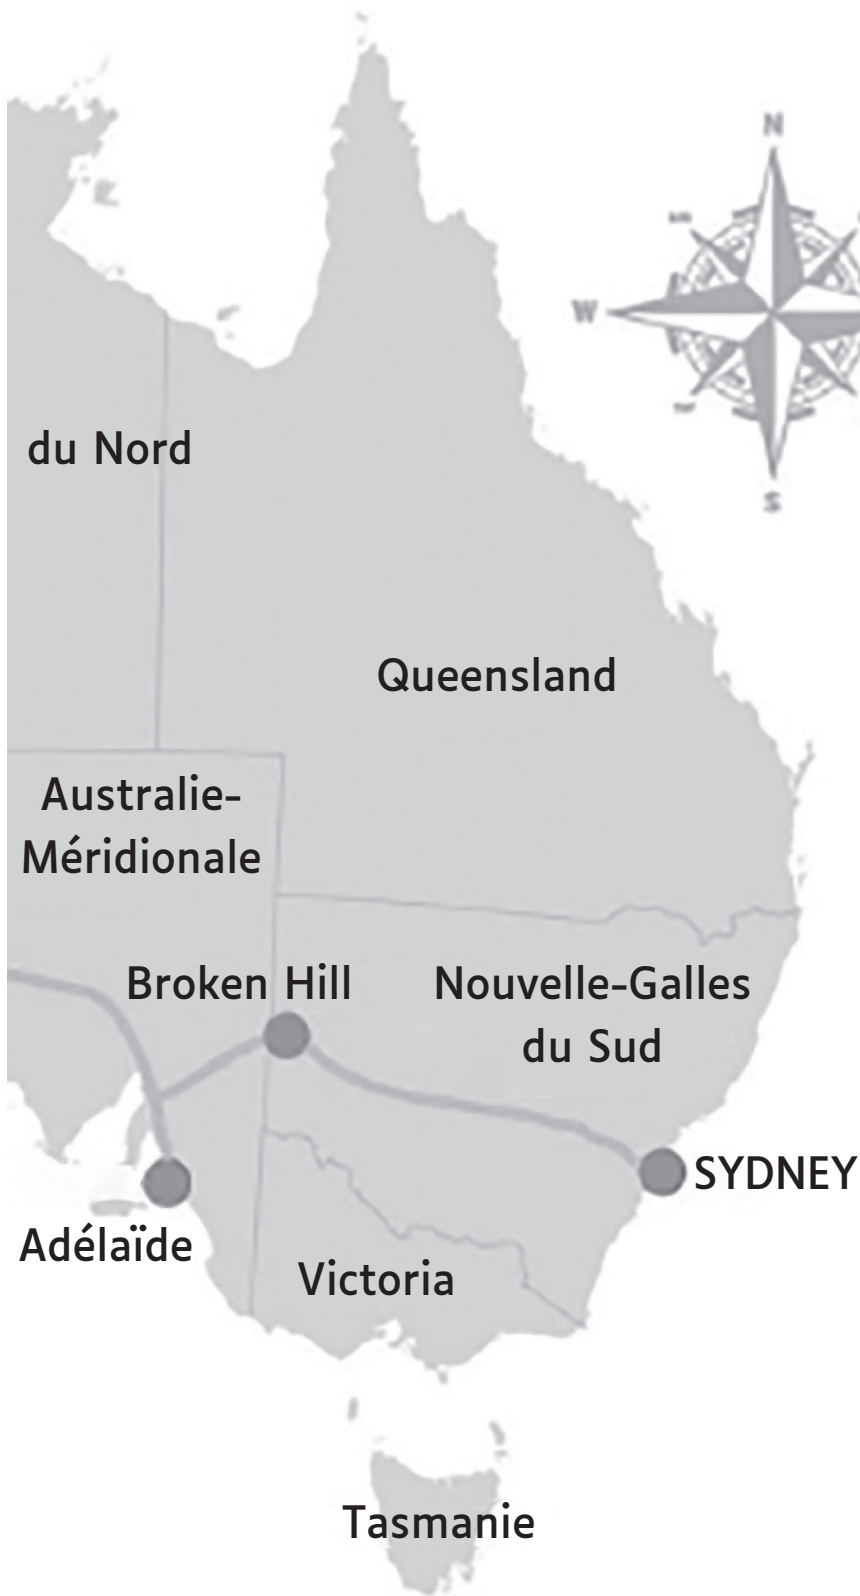 N
W
S
du Nord
Queensland
Australie-
Méridionale
Broken Hill
Nouvelle-Galles
du Sud
SYDNEY
Adélaïde
Victoria
Tasmanie